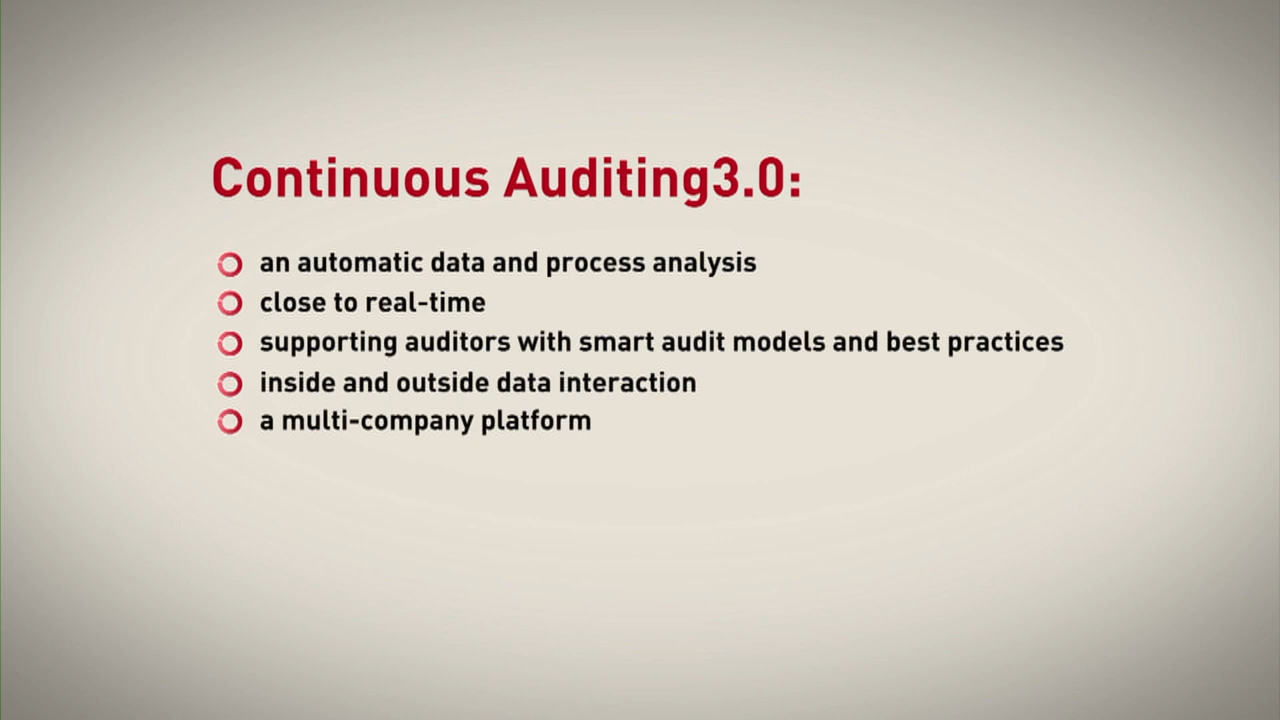 Continuous Auditing3.0:
an automatic data and process analysis
close to real-time
supporting auditors with smart audit models and best practices
inside and outside data interaction
a multi-company platform